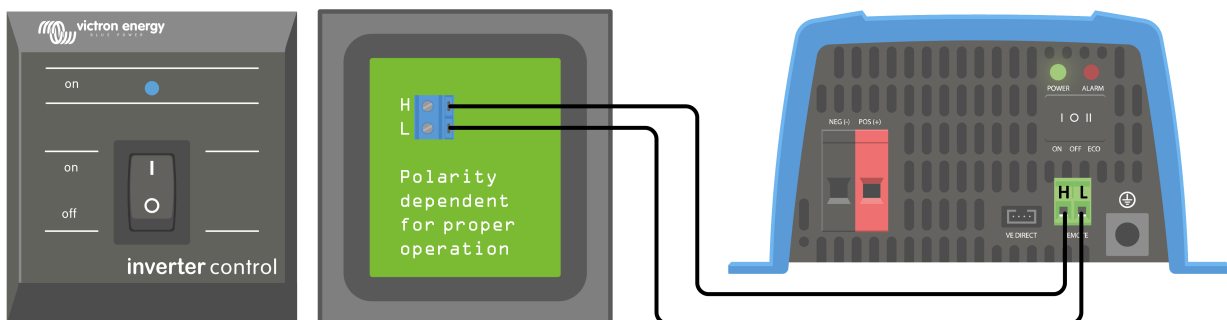 victron energy
BLUE POWER
on
on
off
inverter control
H
L
Polarity
dependent
for proper
operation
POWER ALARM
NEG (-) POS (+)
I O II
ON OFF ECO
H L
VE DIRECT
EMOTE